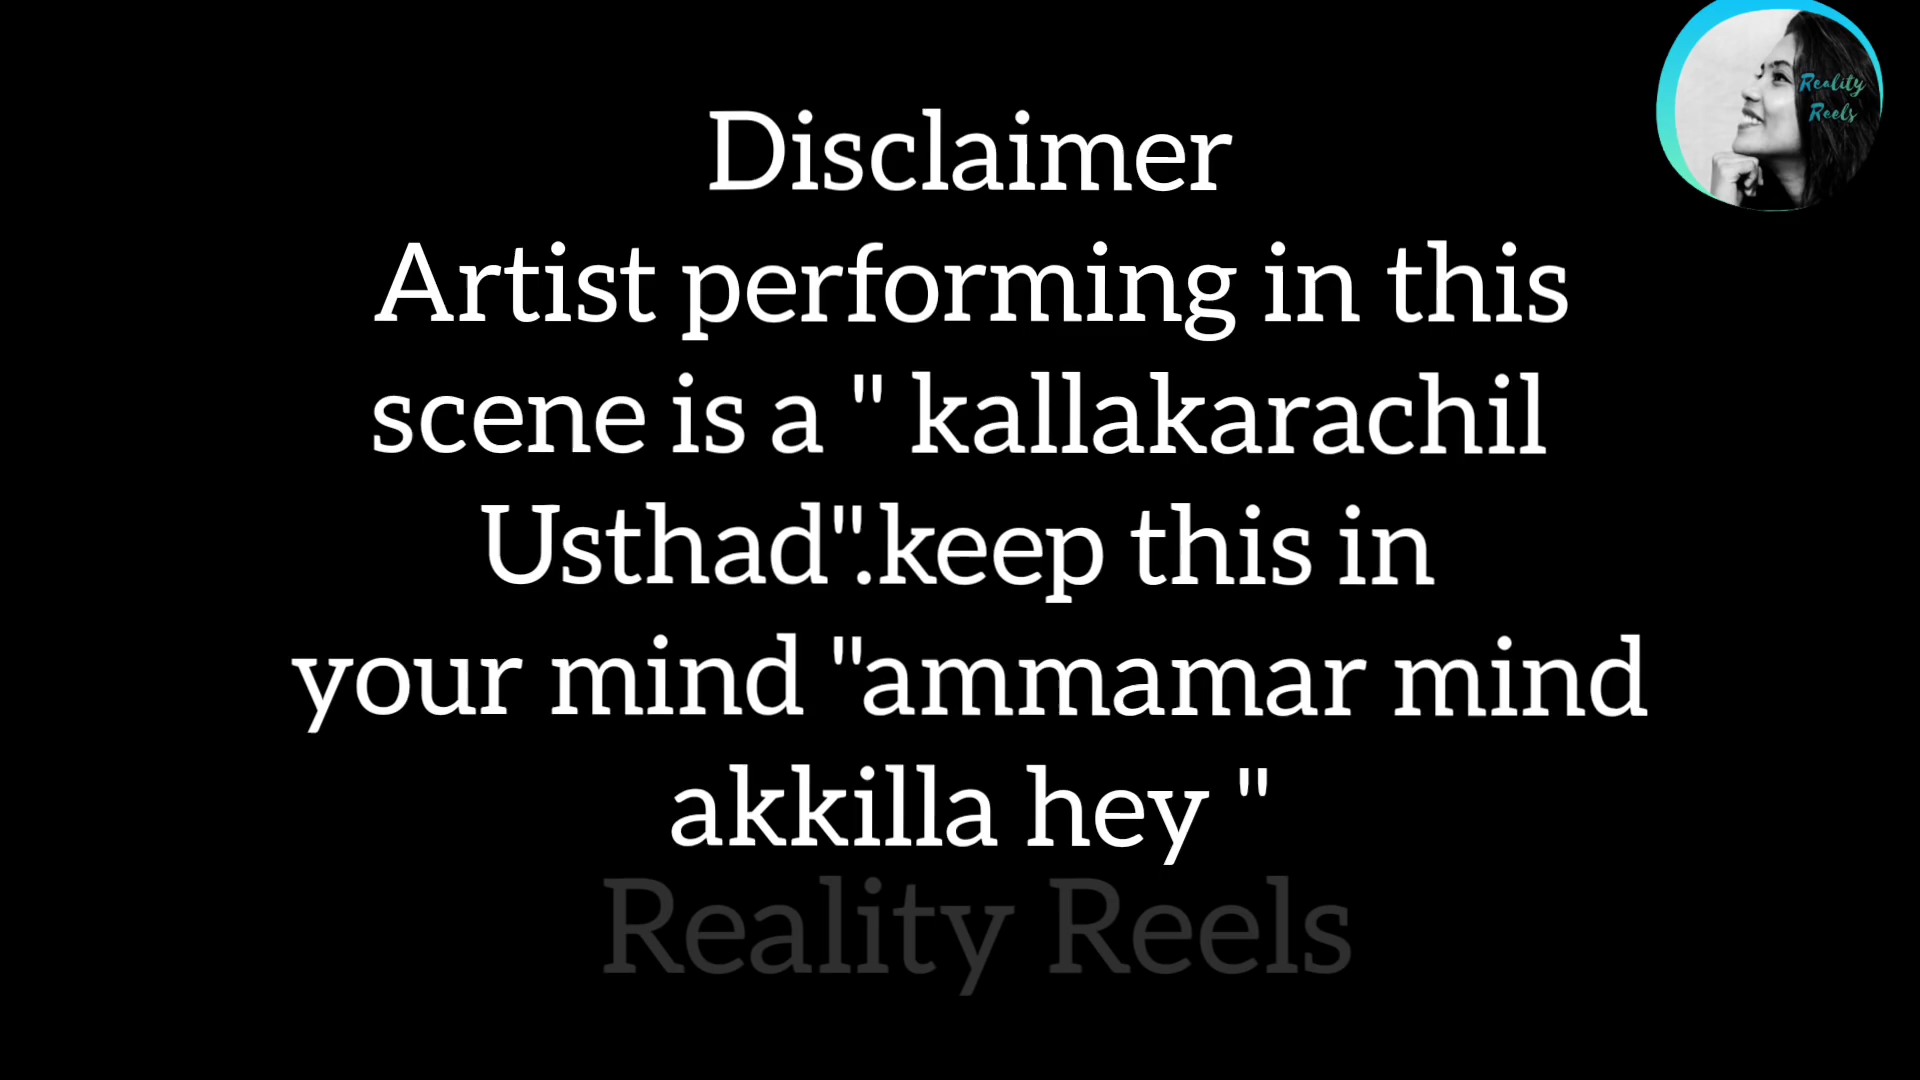 Reality
Reels
Disclaimer
Artist performing in this
scene is a " kallakarachil
Usthad".keep this in
your mind "ammamar mind
akkilla hey "
Reality Reels